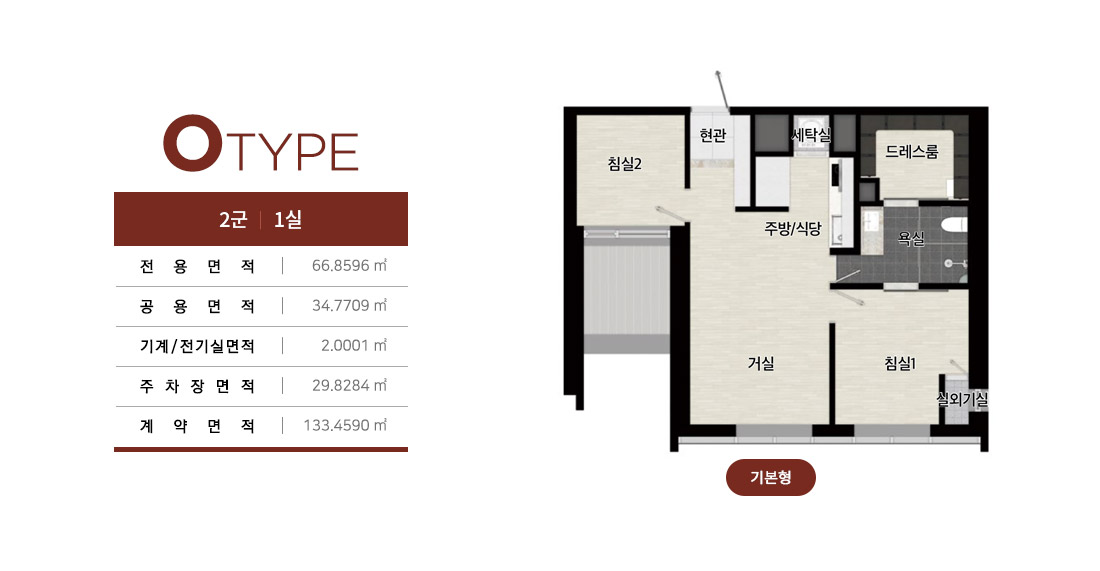 O TYPE
2군 | 1실
전용면적 | 66.8596 ㎡
공용면적 | 34.7709 ㎡
기계/전기실면적 | 2.0001 ㎡
주차장면적 | 29.8284 ㎡
계약면적 | 133.4590 ㎡
현관
세탁실
드레스룸
침실2
주방/식당
욕실
거실
침실1
실외기실
기본형